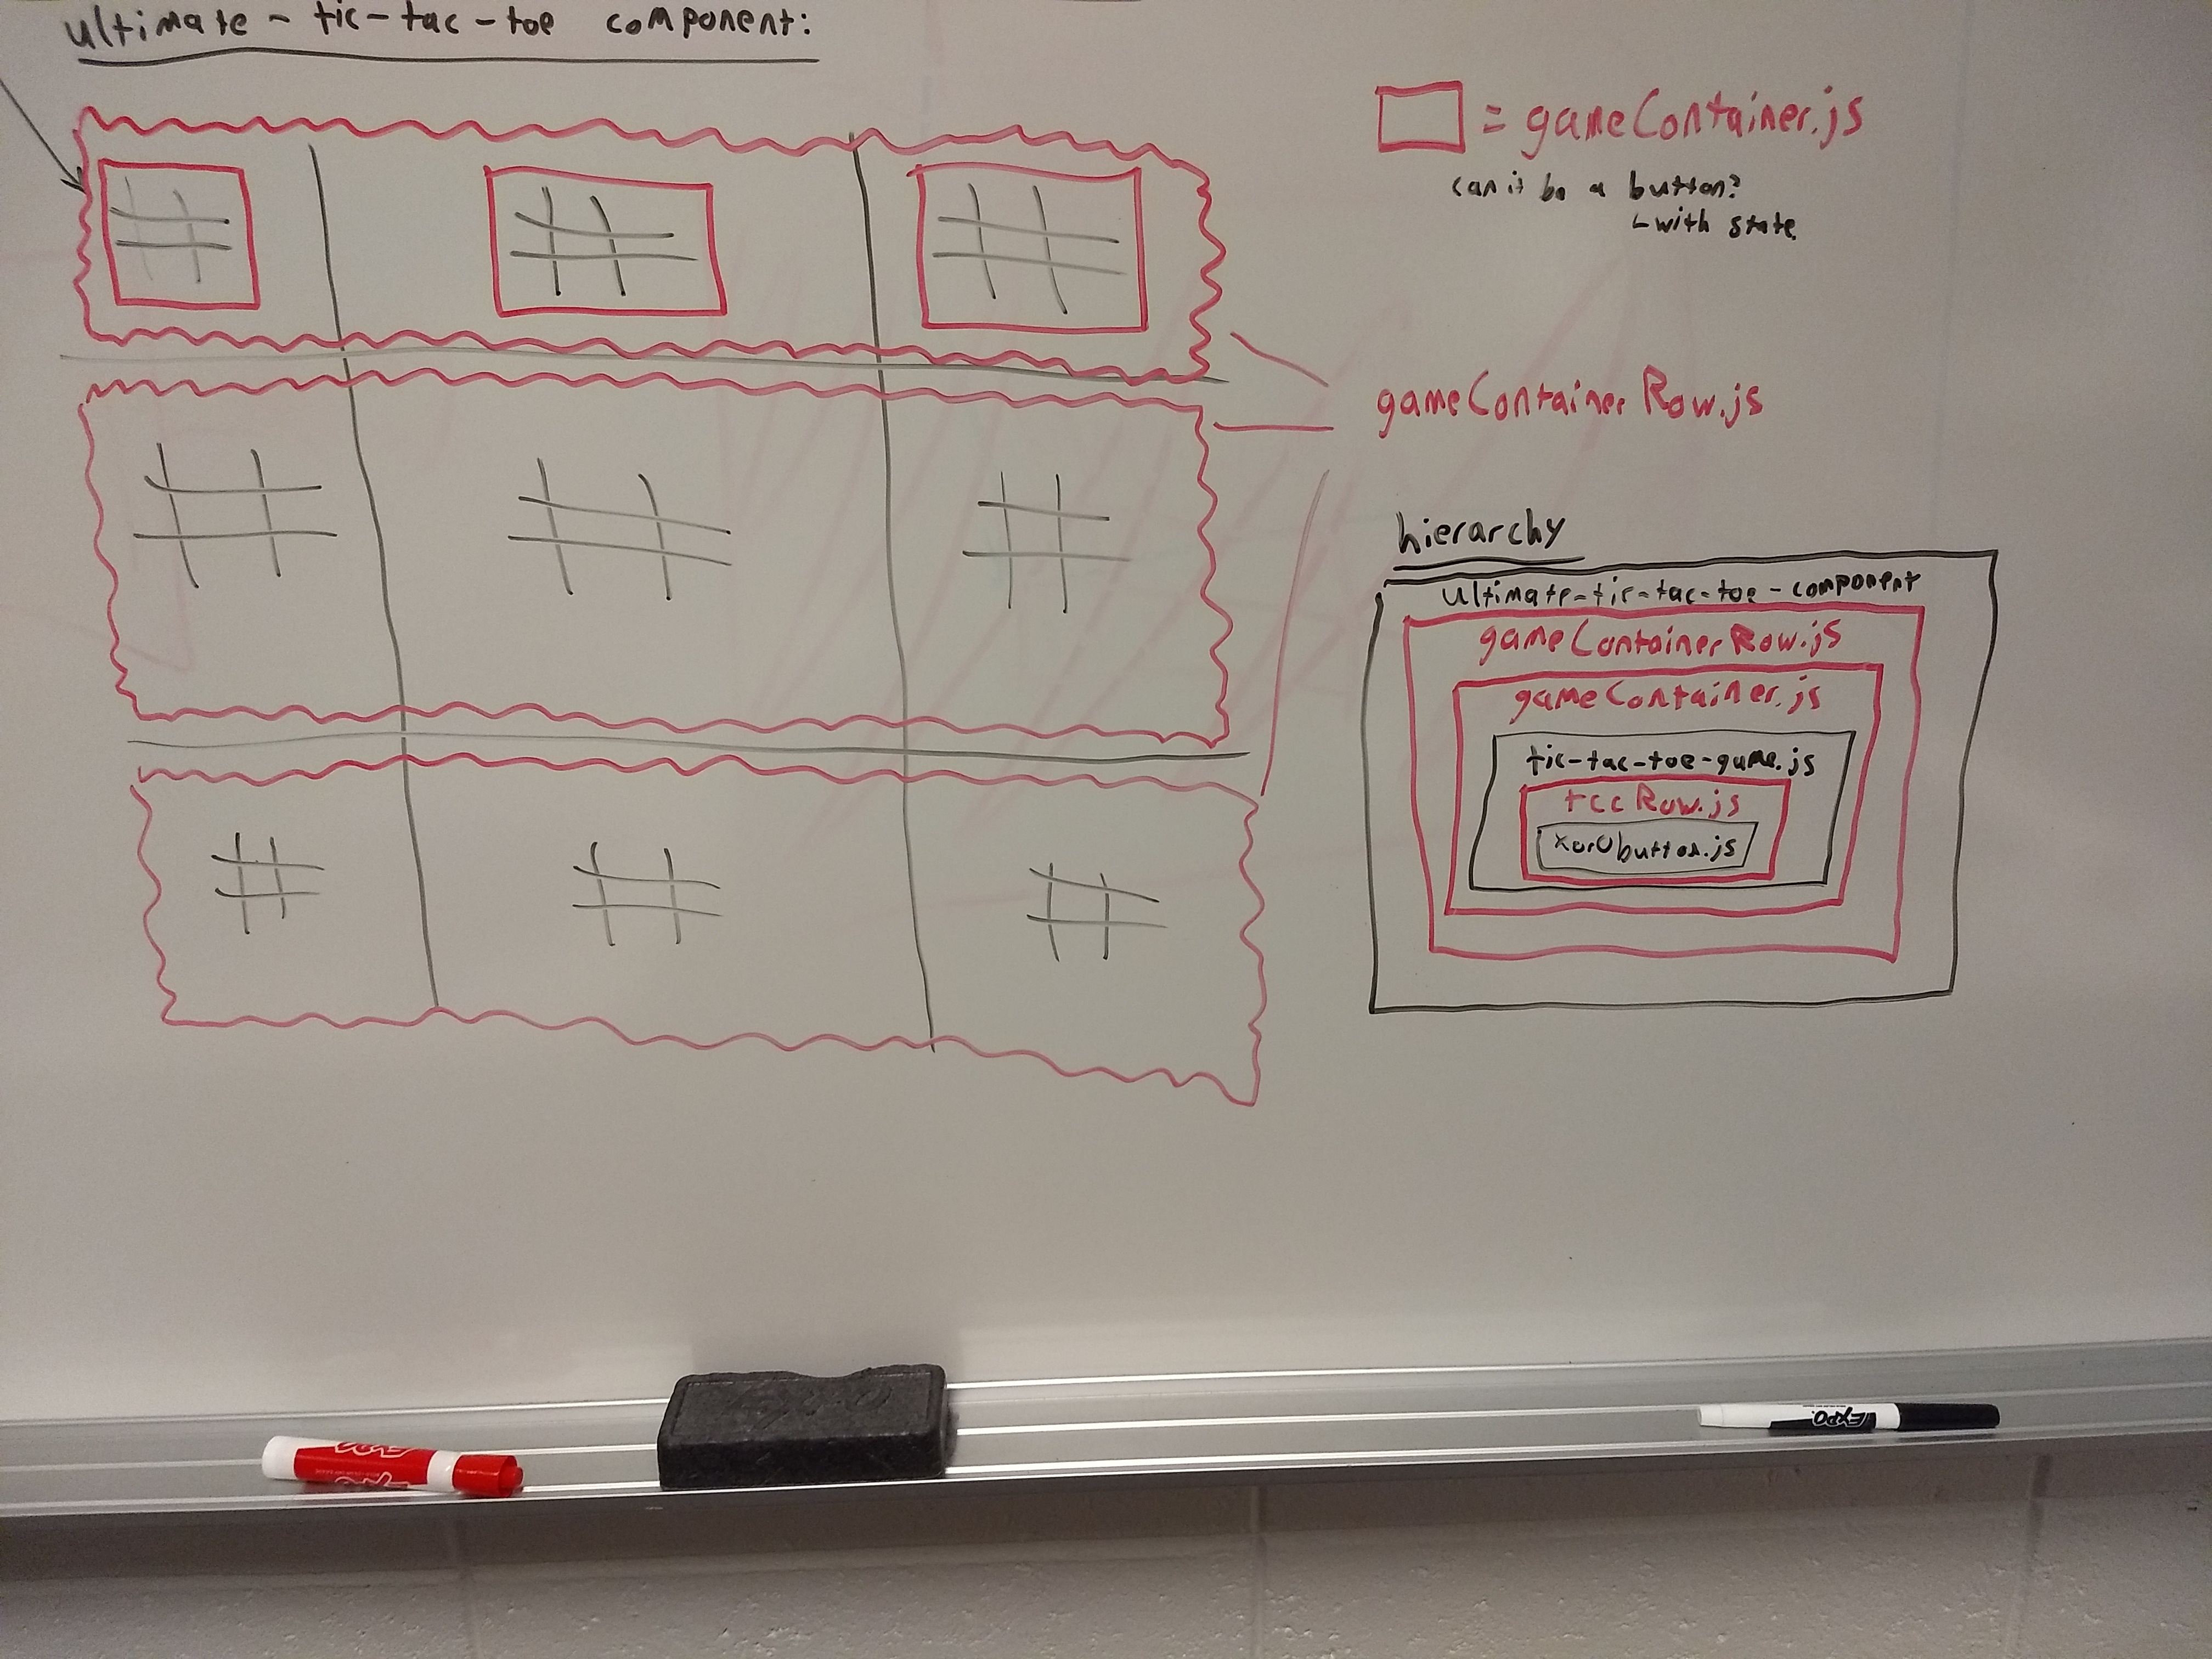 ultimate - tic-tac-toe component:
= gameContainer.js
can it be a button?
with state
gameContainerRow.js
hierarchy
ultimate-tic-tac-toe-component
gameContainerRow.js
gameContainer.js
tic-tac-toe-game.js
tccRow.js
xorObutton.js
EXPO
EXPO